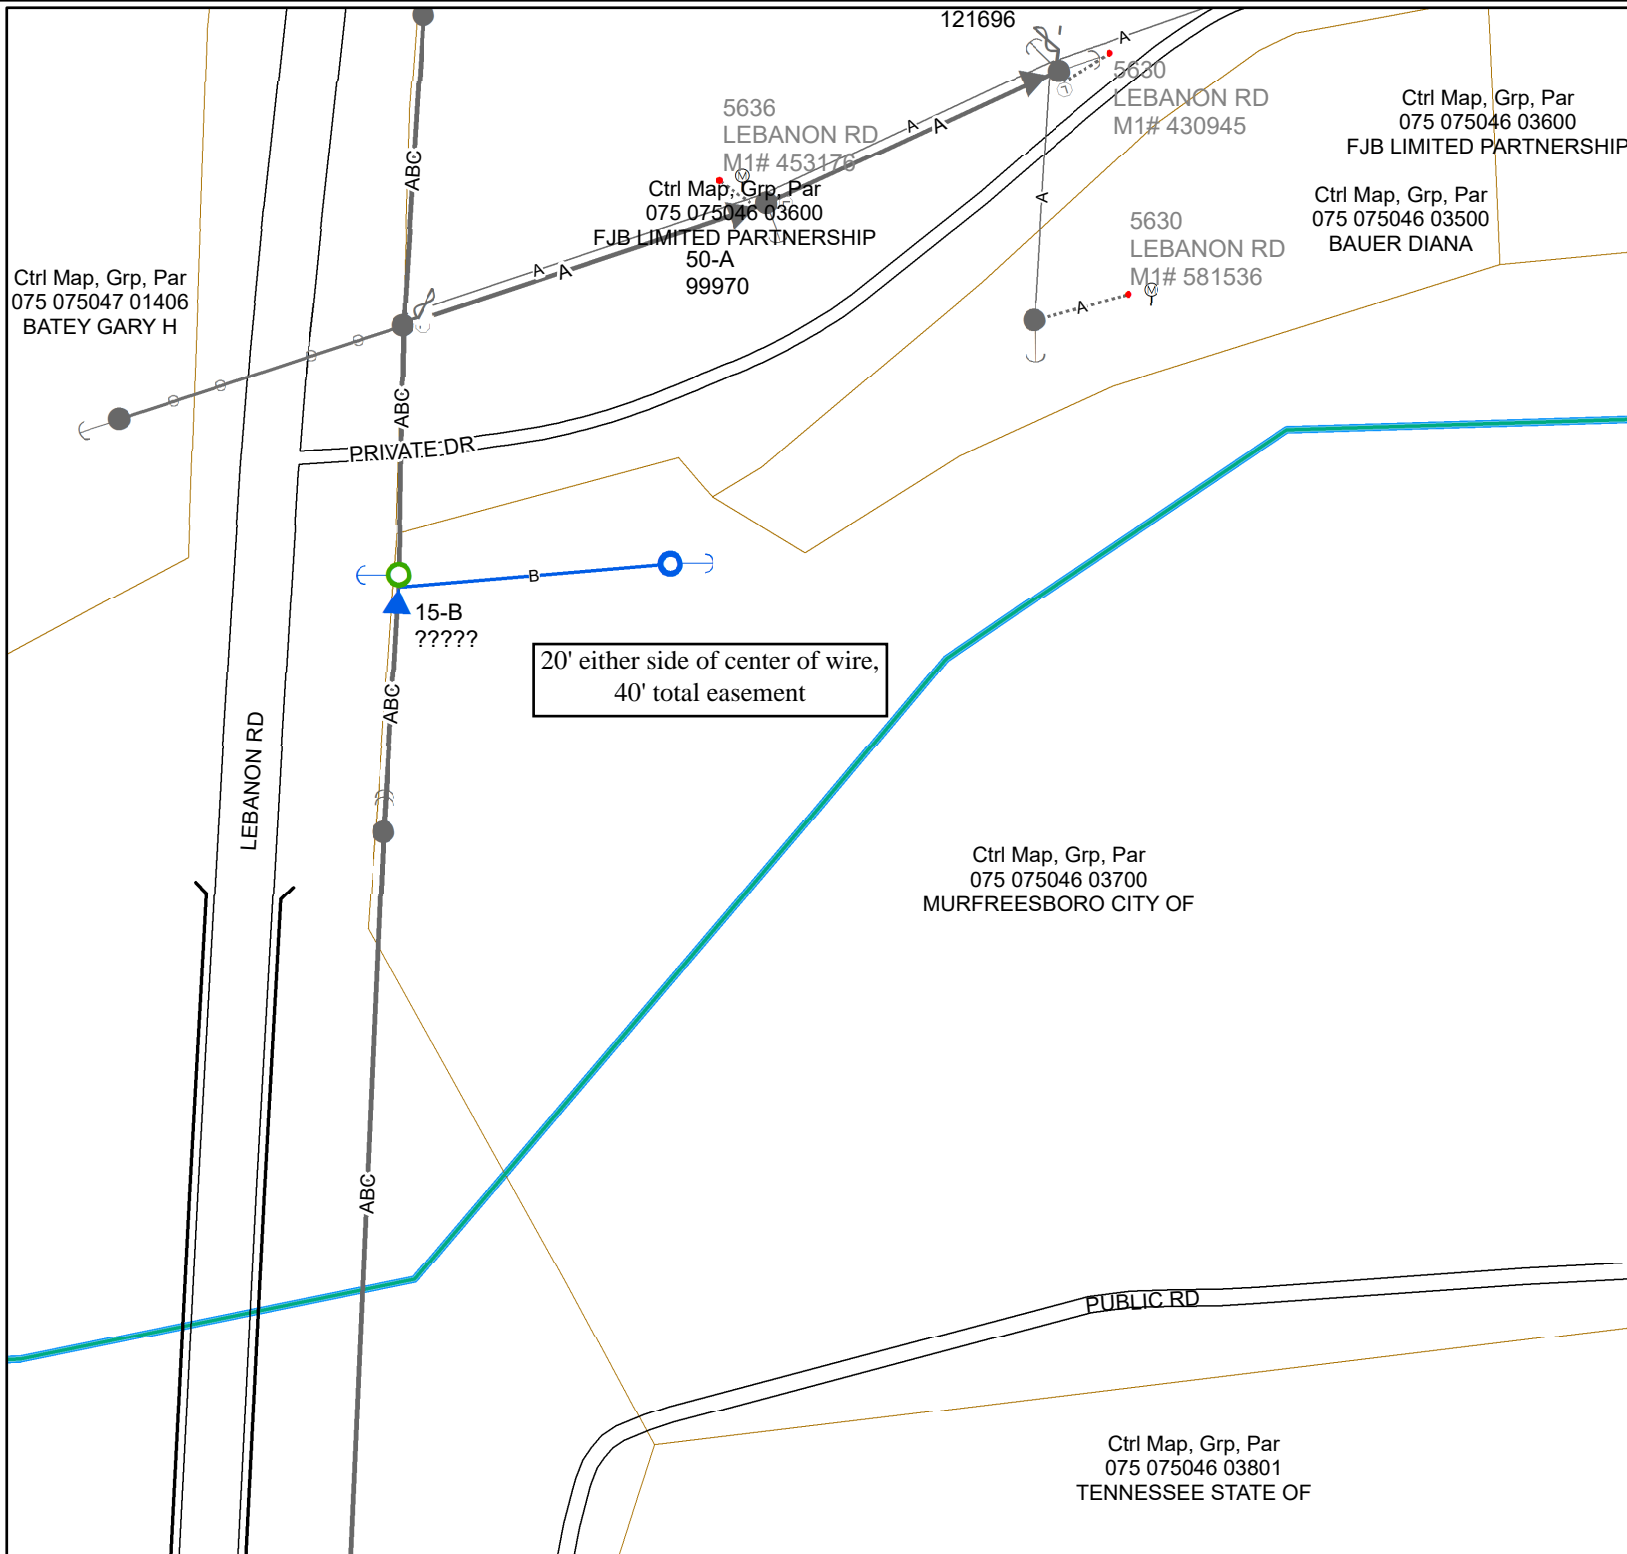 121696
A
5630
LEBANON RD
M1# 430945
Ctrl Map, Grp, Par
075 075046 03600
FJB LIMITED PARTNERSHIP
5636
LEBANON RD
M1# 453176
A
A
ABC
M
Ctrl Map, Grp, Par
075 075046 03600
FJB LIMITED PARTNERSHIP
50-A
99970
A
A
A
Ctrl Map, Grp, Par
075 075046 03500
BAUER DIANA
5630
LEBANON RD
M1# 581536
M
A
Ctrl Map, Grp, Par
075 075047 01406
BATEY GARY H
ABC
PRIVATE DR
B
15-B
?????
20' either side of center of wire,
40' total easement
ABC
LEBANON RD
Ctrl Map, Grp, Par
075 075046 03700
MURFREESBORO CITY OF
ABC
PUBLIC RD
Ctrl Map, Grp, Par
075 075046 03801
TENNESSEE STATE OF